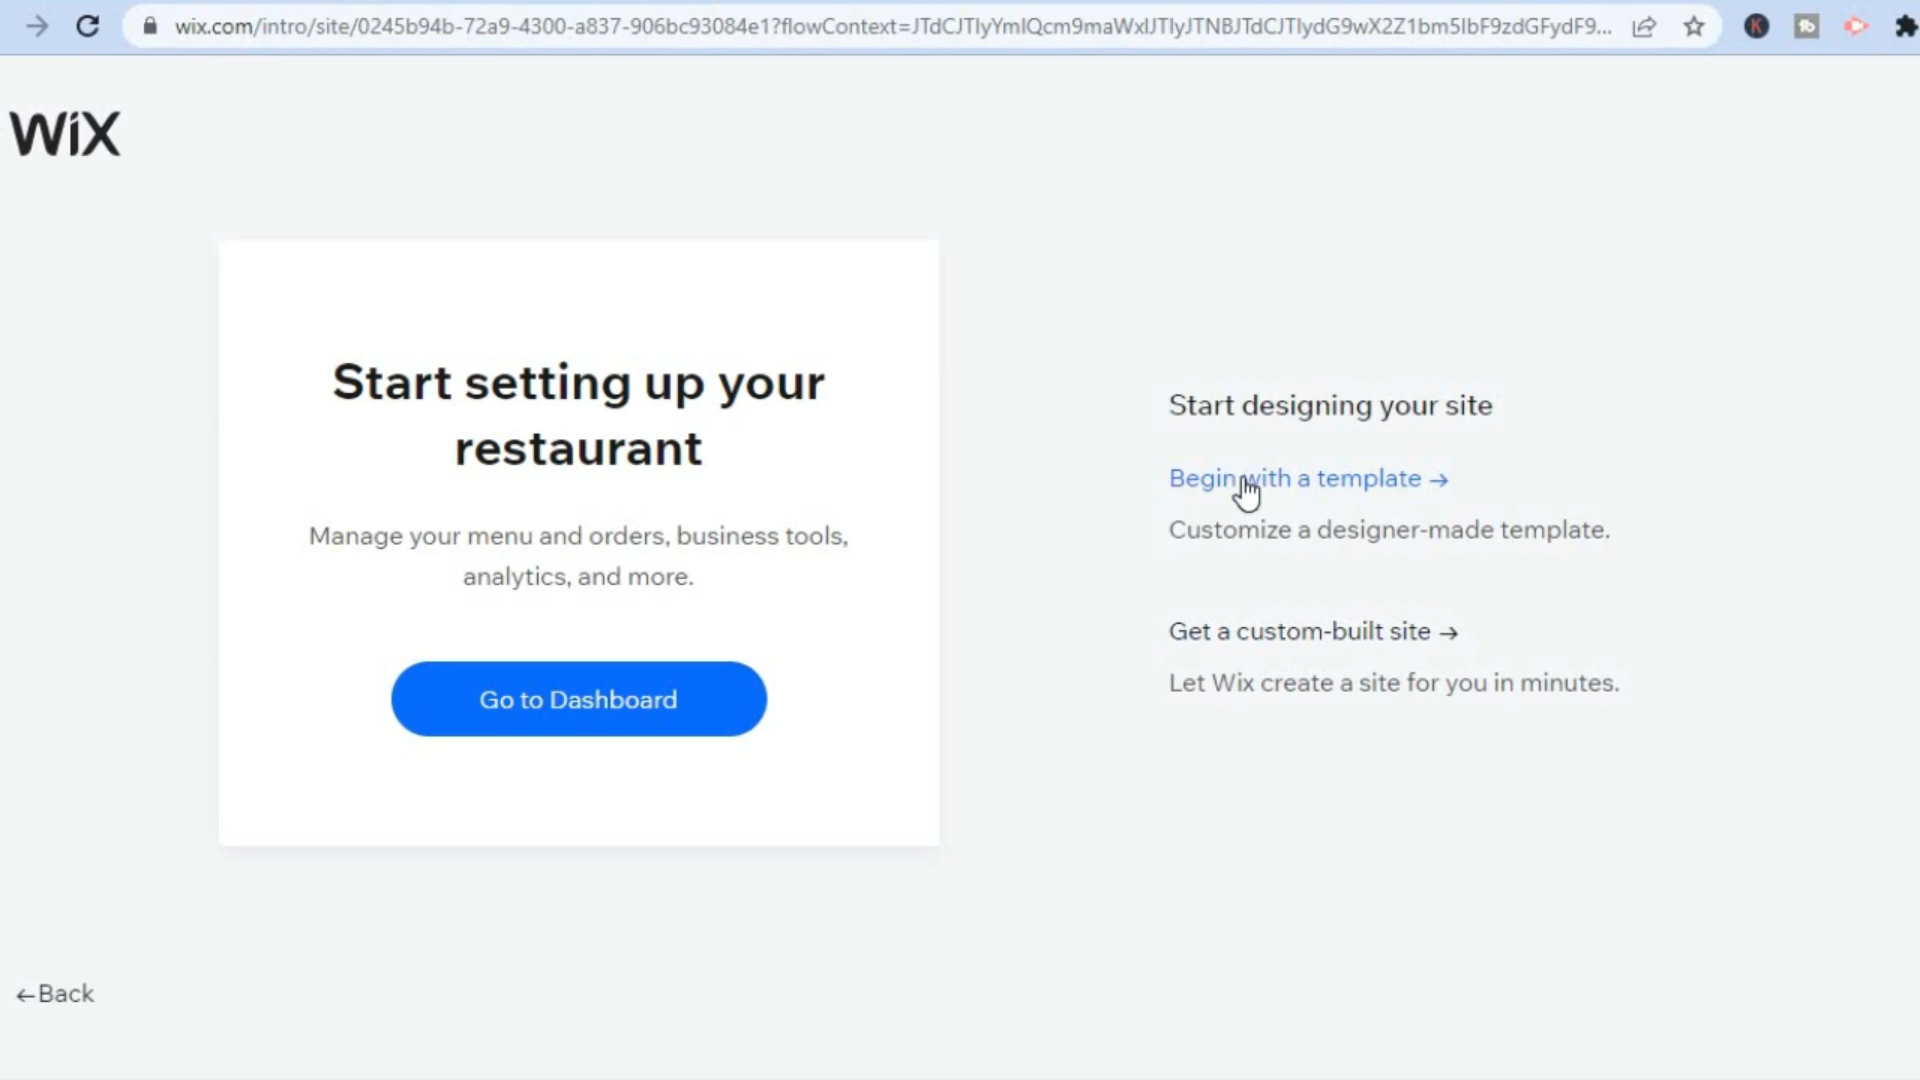 wix.com/intro/site/0245b94b-72a9-4300-a837-906bc93084e1?flowContext=JTdCJTIyYmlQcm9maWxlJTIyJTNBJTdCJTIydG9wX2Z1bm5lbF9zdGFydF9...
K
WiX
Start setting up your
restaurant
Manage your menu and orders, business tools,
analytics, and more.
Go to Dashboard
Start designing your site
Begin with a template →
Customize a designer-made template.
Get a custom-built site →
Let Wix create a site for you in minutes.
←Back